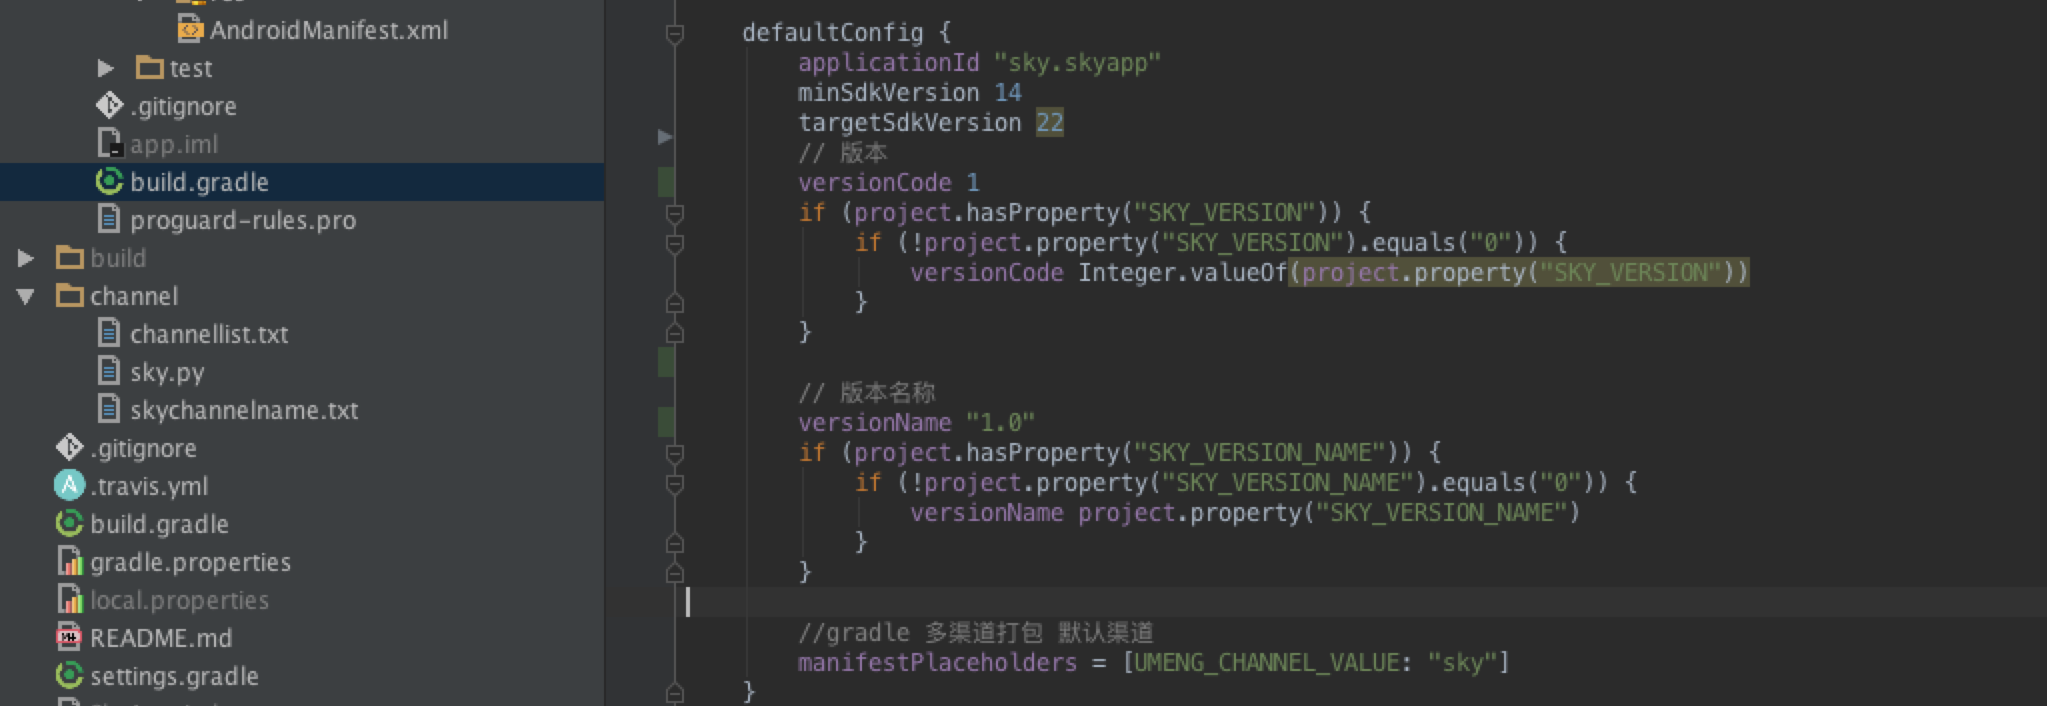 AndroidManifest.xml
test
.gitignore
app.iml
build.gradle
proguard-rules.pro
build
channel
channellist.txt
sky.py
skychannelname.txt
.gitignore
.travis.yml
build.gradle
gradle.properties
local.properties
README.md
settings.gradle
defaultConfig {
applicationId "sky.skyapp"
minSdkVersion 14
targetSdkVersion 22
// 版本
versionCode 1
if (project.hasProperty("SKY_VERSION")) {
if (!project.property("SKY_VERSION").equals("0")) {
versionCode Integer.valueOf(project.property("SKY_VERSION"))
}
}
// 版本名称
versionName "1.0"
if (project.hasProperty("SKY_VERSION_NAME")) {
if (!project.property("SKY_VERSION_NAME").equals("0")) {
versionName project.property("SKY_VERSION_NAME")
}
}
//gradle 多渠道打包 默认渠道
manifestPlaceholders = [UMENG_CHANNEL_VALUE: "sky"]
}